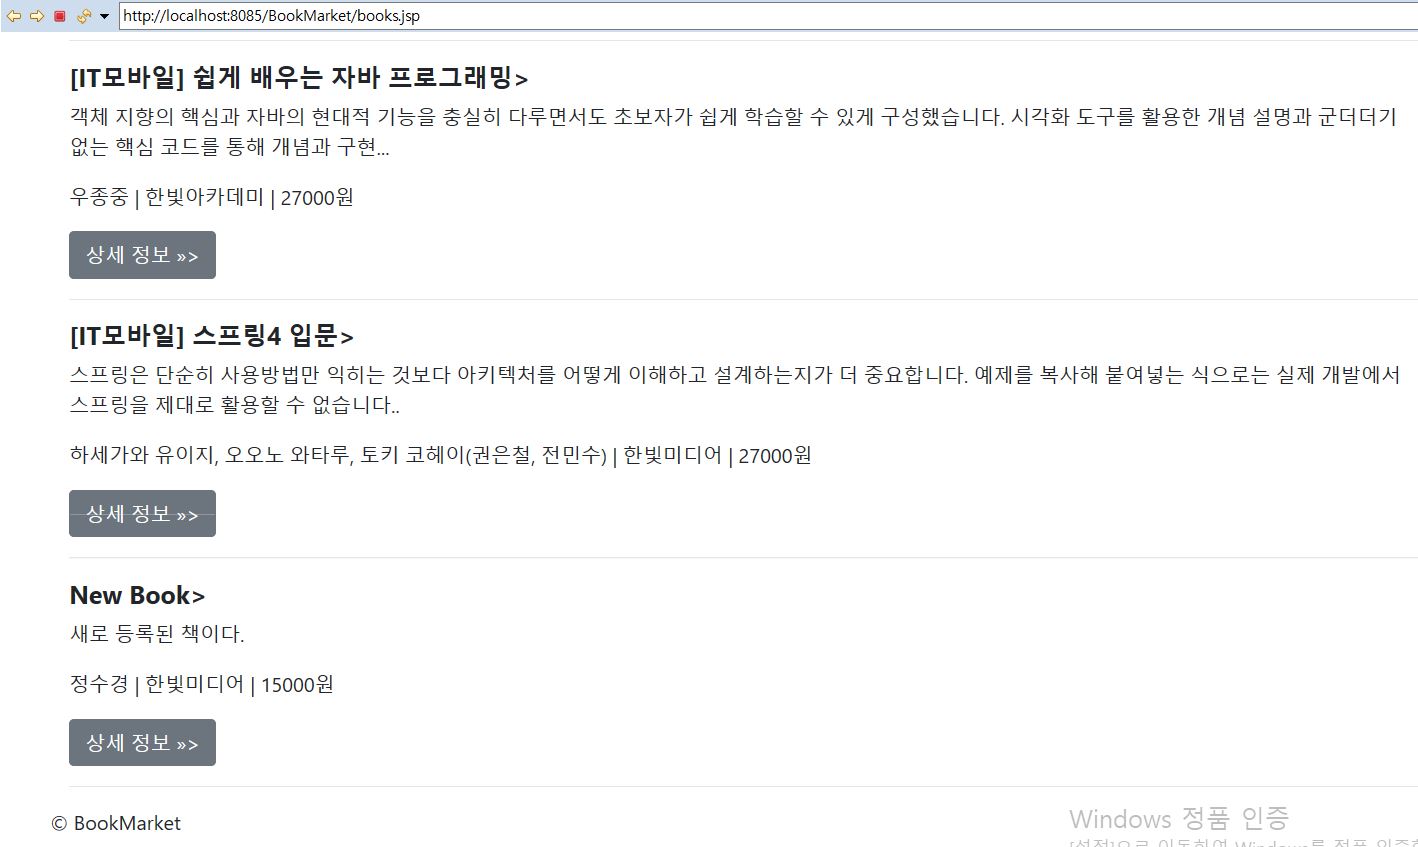 http://localhost:8085/BookMarket/books.jsp
[IT모바일] 쉽게 배우는 자바 프로그래밍>
객체 지향의 핵심과 자바의 현대적 기능을 충실히 다루면서도 초보자가 쉽게 학습할 수 있게 구성했습니다. 시각화 도구를 활용한 개념 설명과 군더더기
없는 핵심 코드를 통해 개념과 구현...
우종중 | 한빛아카데미 | 27000원
상세 정보 »>
[IT모바일] 스프링4 입문>
스프링은 단순히 사용방법만 익히는 것보다 아키텍처를 어떻게 이해하고 설계하는지가 더 중요합니다. 예제를 복사해 붙여넣는 식으로는 실제 개발에서
스프링을 제대로 활용할 수 없습니다..
하세가와 유이지, 오오노 와타루, 토키 코헤이(권은철, 전민수) | 한빛미디어 | 27000원
상세 정보 »>
New Book>
새로 등록된 책이다.
정수경 | 한빛미디어 | 15000원
상세 정보 »>
© BookMarket
Windows 정품 인증